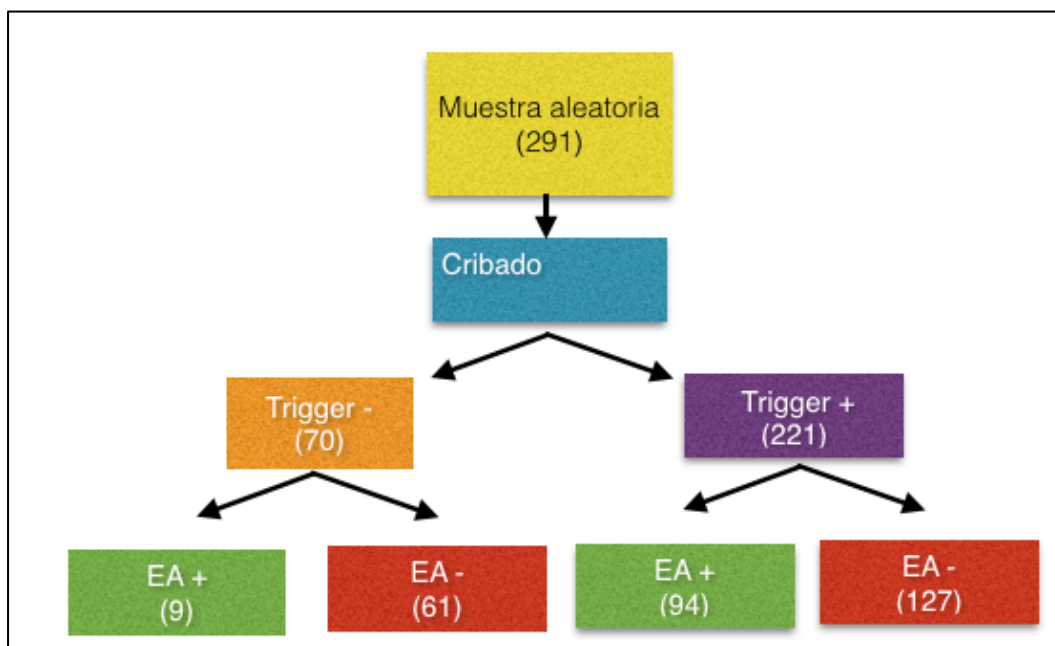 Muestra aleatoria
(291)
Cribado
Trigger -
(70)
Trigger +
(221)
EA +
(9)
EA -
(61)
EA +
(94)
EA -
(127)